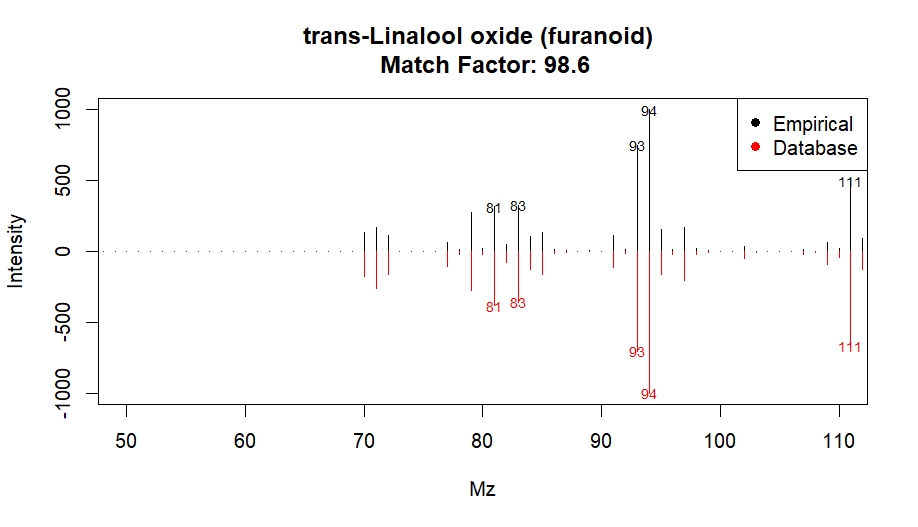 trans-Linalool oxide (furanoid)
Match Factor: 98.6
Intensity
1000
500
0
-500
-1000
94
93
81
83
111
Empirical
Database
81
83
93
94
111
50 60 70 80 90 100 110
Mz